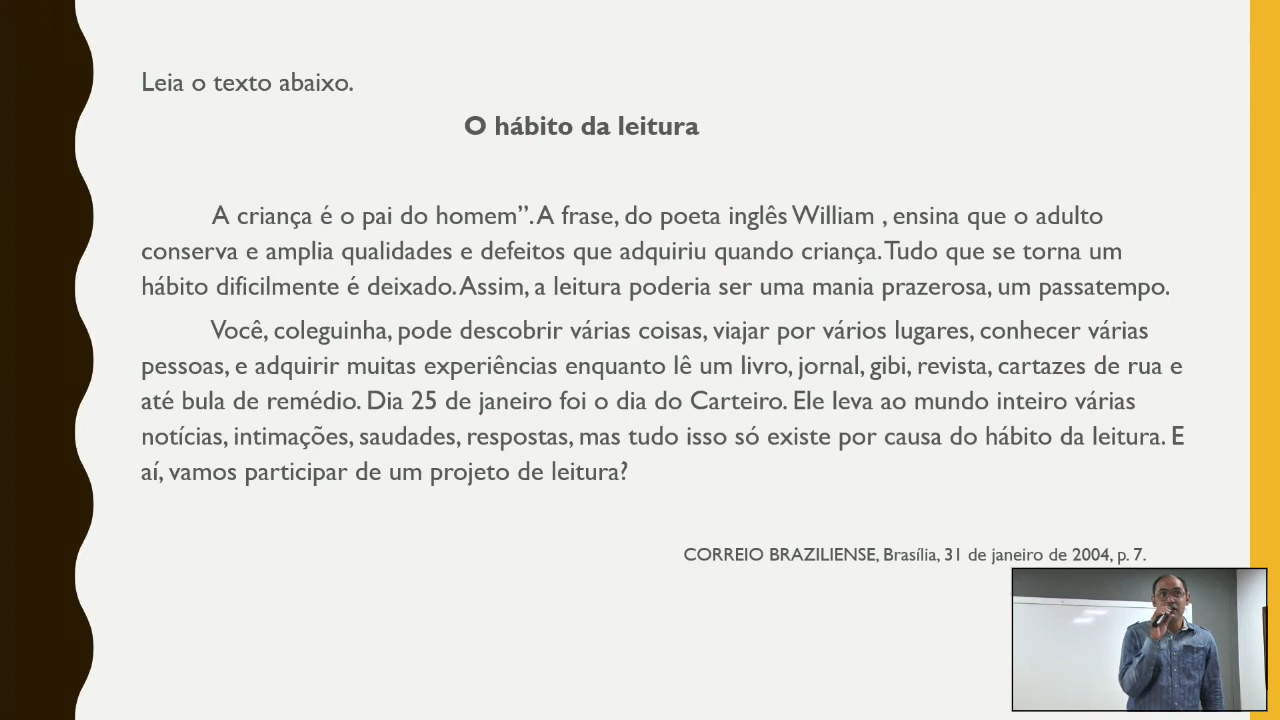 Leia o texto abaixo.
O hábito da leitura
A criança é o pai do homem”. A frase, do poeta inglês William , ensina que o adulto
conserva e amplia qualidades e defeitos que adquiriu quando criança. Tudo que se torna um
hábito dificilmente é deixado. Assim, a leitura poderia ser uma mania prazerosa, um passatempo.
Você, coleguinha, pode descobrir várias coisas, viajar por vários lugares, conhecer várias
pessoas, e adquirir muitas experiências enquanto lê um livro, jornal, gibi, revista, cartazes de rua e
até bula de remédio. Dia 25 de janeiro foi o dia do Carteiro. Ele leva ao mundo inteiro várias
notícias, intimações, saudades, respostas, mas tudo isso só existe por causa do hábito da leitura. E
aí, vamos participar de um projeto de leitura?
CORREIO BRAZILIENSE, Brasília, 31 de janeiro de 2004, p. 7.